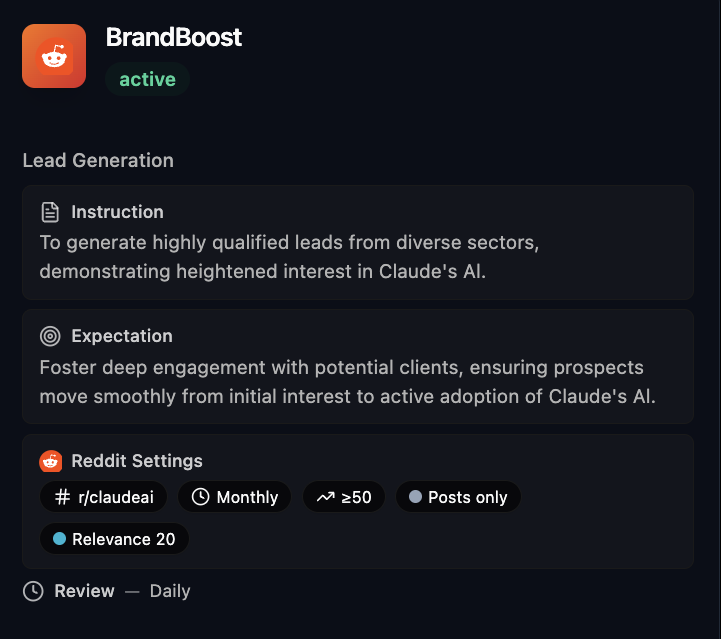 BrandBoost
active
Lead Generation
Instruction
To generate highly qualified leads from diverse sectors,
demonstrating heightened interest in Claude's AI.
Expectation
Foster deep engagement with potential clients, ensuring prospects
move smoothly from initial interest to active adoption of Claude's AI.
Reddit Settings
# r/claudeai Monthly ≥50 Posts only
Relevance 20
Review — Daily